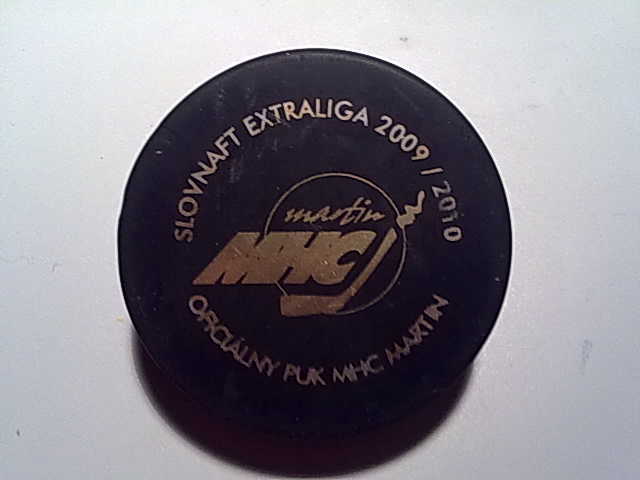 SLOVNAFT EXTRALIGA 2009 / 2010
martin
MHC
OFICIÁLNY PUK MHC MARTIN